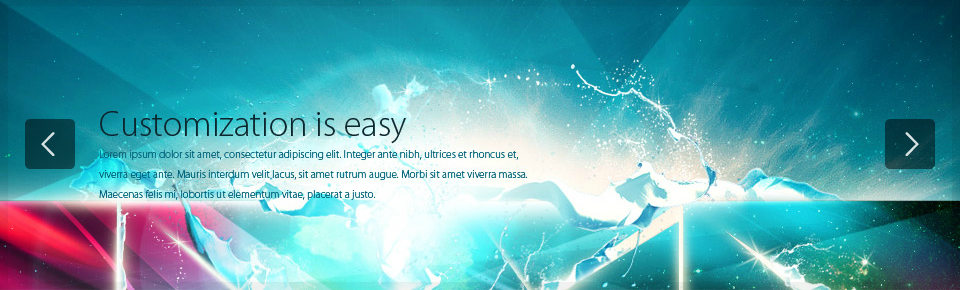 Customization is easy
Lorem ipsum dolor sit amet, consectetur adipiscing elit. Integer ante nibh, ultrices et rhoncus et,
viverra eget ante. Mauris interdum velit lacus, sit amet rutrum augue. Morbi sit amet viverra massa.
Maecenas felis mi, lobortis ut elementum vitae, placerat a justo.